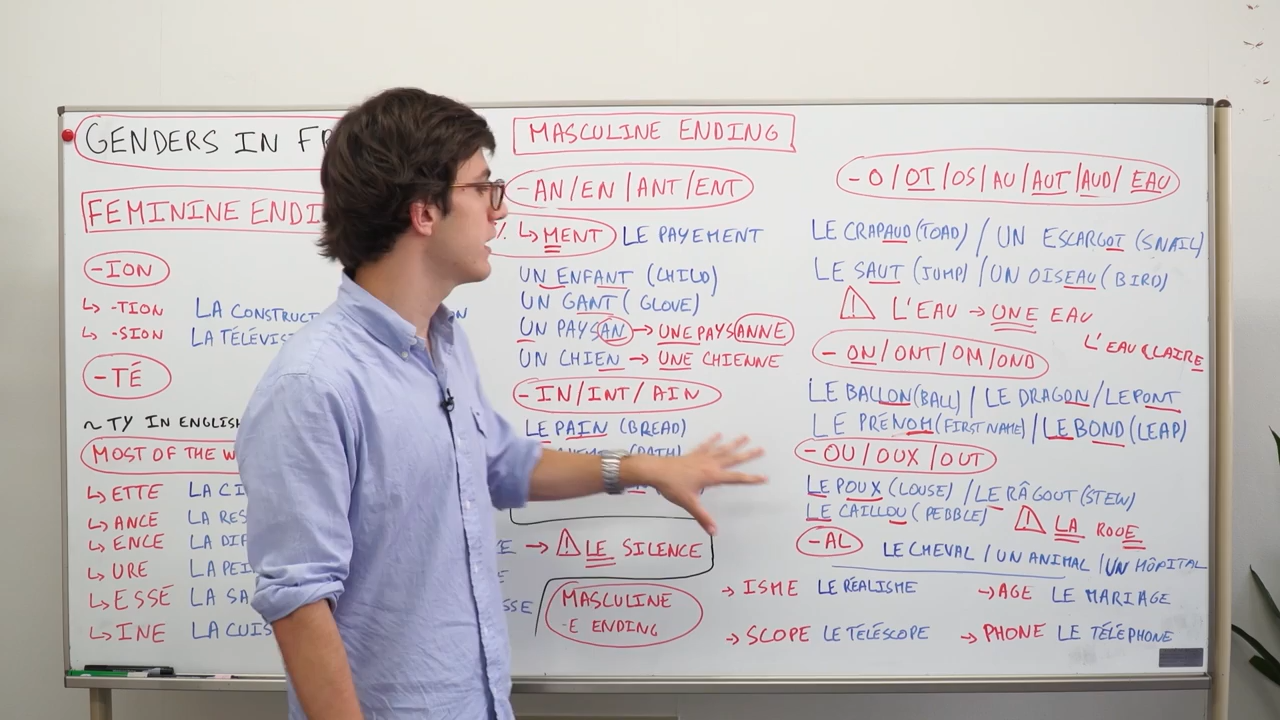 GENDERS IN FR
FEMININE ENDI
-ION
↳ -TION LA CONSTRUCT
↳ -SION LA TÉLÉVIS
-TÉ
~ TY IN ENGLISH
MOST OF THE W
↳ ETTE LA CI
↳ ANCE LA RES
↳ ENCE LA DIF
↳ URE LA PEI
↳ ESSE LA SA
↳ INE LA CUIS
→ ⚠ LE SILENCE
SSE
MASCULINE ENDING
-AN/EN/ANT/ENT
↳ MENT LE PAYEMENT
UN ENFANT (CHILD)
UN GANT (GLOVE)
UN PAYSAN → UNE PAYSANNE
UN CHIEN → UNE CHIENNE
-IN/INT/AIN
LE PAIN (BREAD)
(PATH)
MASCULINE
-E ENDING
→ ISME LE RÉALISME → AGE LE MARIAGE
→ SCOPE LE TÉLÉSCOPE → PHONE LE TÉLÉPHONE
-O/OT/OS/AU/AUT/AUD/EAU
LE CRAPAUD (TOAD) / UN ESCARGOT (SNAIL)
LE SAUT (JUMP) / UN OISEAU (BIRD)
⚠ L'EAU → UNE EAU
L'EAU CLAIRE
-ON/ONT/OM/OND
LE BALLON (BALL) / LE DRAGON / LE PONT
LE PRÉNOM (FIRST NAME) / LE BOND (LEAP)
-OU/OUX/OUT
LE POUX (LOUSE) / LE RÂGOUT (STEW)
LE CAILLOU (PEBBLE) ⚠ LA ROUE
-AL LE CHEVAL / UN ANIMAL / UN HÔPITAL